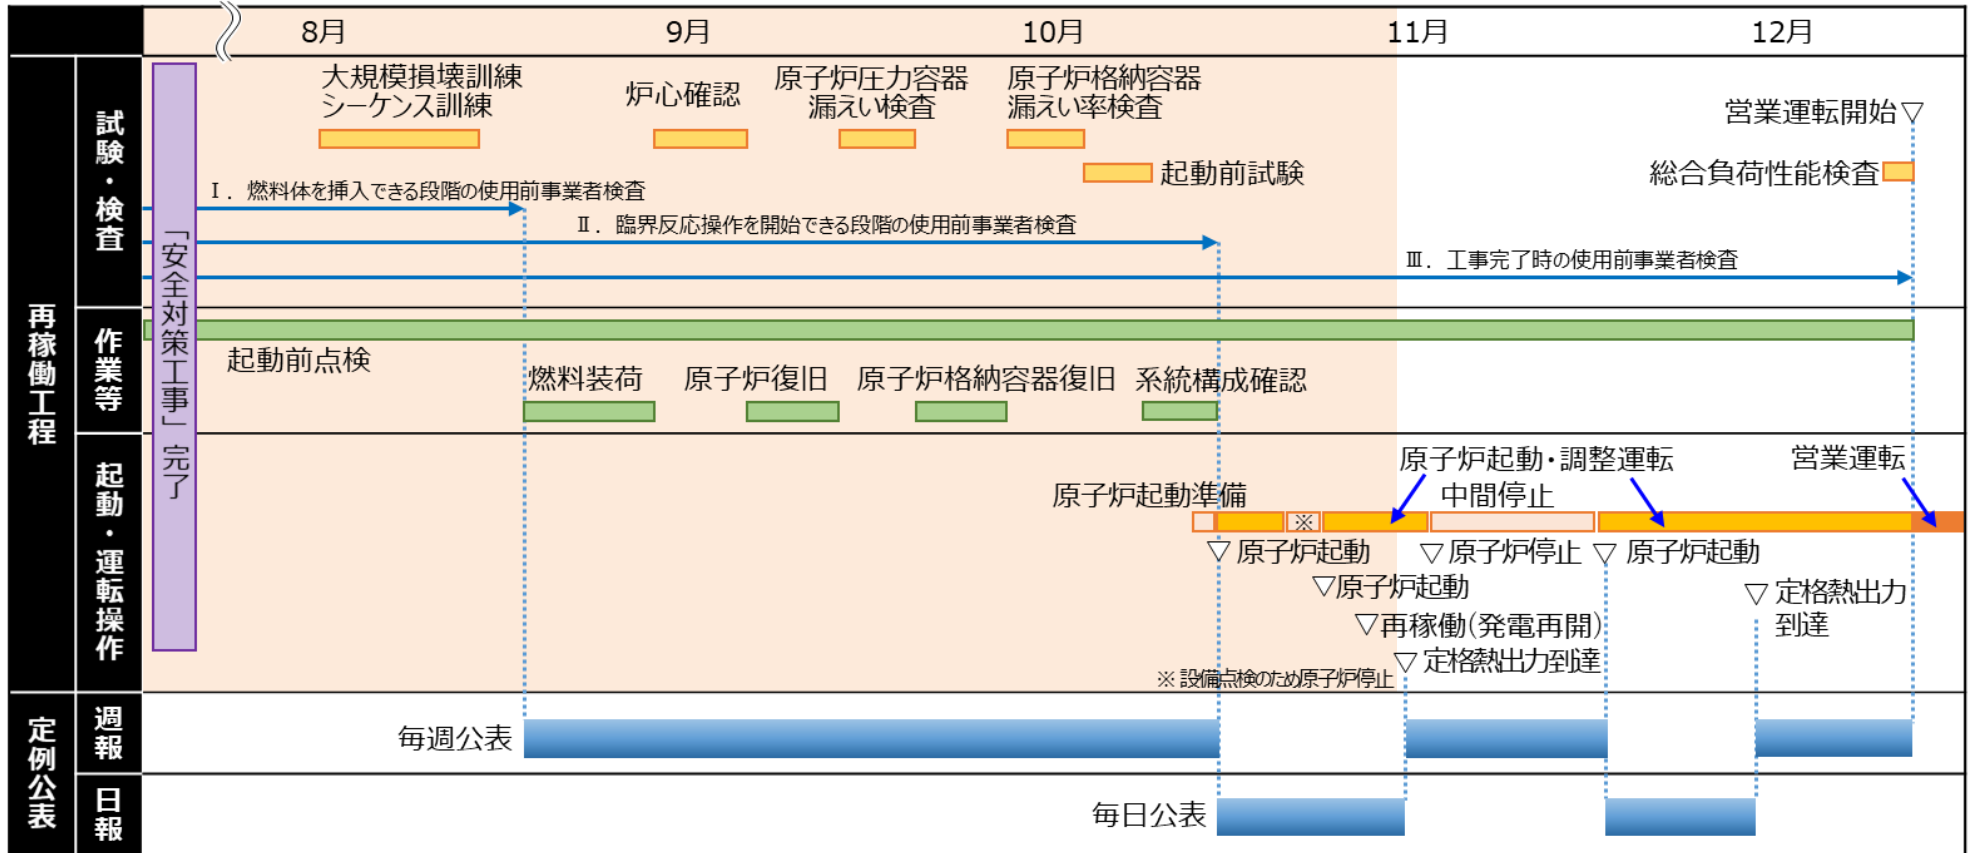 8月
9月
10月
11月
12月
再稼働工程
試験・検査
「安全対策工事」完了
大規模損壊訓練
シーケンス訓練
炉心確認
原子炉圧力容器
漏えい検査
原子炉格納容器
漏えい率検査
起動前試験
営業運転開始▽
総合負荷性能検査
Ⅰ．燃料体を挿入できる段階の使用前事業者検査
Ⅱ．臨界反応操作を開始できる段階の使用前事業者検査
Ⅲ．工事完了時の使用前事業者検査
作業等
起動前点検
燃料装荷
原子炉復旧
原子炉格納容器復旧
系統構成確認
起動・運転操作
原子炉起動準備
原子炉起動・調整運転
中間停止
営業運転
※
▽原子炉起動
▽原子炉停止
▽原子炉起動
▽原子炉起動
▽再稼働(発電再開)
▽定格熱出力到達
▽定格熱出力
到達
※設備点検のため原子炉停止
定例公表
週報
毎週公表
日報
毎日公表